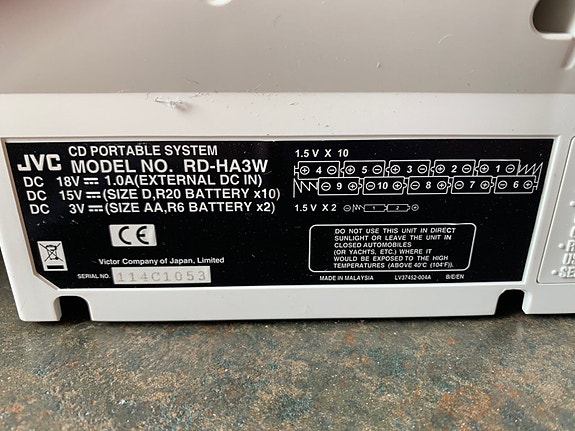 JVC
CD PORTABLE SYSTEM
MODEL NO. RD-HA3W
DC 18V 1.0A(EXTERNAL DC IN)
DC 15V (SIZE D,R20 BATTERY x10)
DC 3V (SIZE AA,R6 BATTERY x2)
CE
Victor Company of Japan, Limited
SERIAL NO. 114C1053
1.5 V X 10
4 5 3 2 1
9 10 8 7 6
1.5 V X 2 1 2
DO NOT USE THIS UNIT IN DIRECT
SUNLIGHT OR LEAVE THE UNIT IN
CLOSED AUTOMOBILES
(OR YACHTS, ETC.) WHERE IT
WOULD BE EXPOSED TO THE HIGH
TEMPERATURES (ABOVE 40°C (104°F)).
MADE IN MALAYSIA LV37452-004A B/E/EN